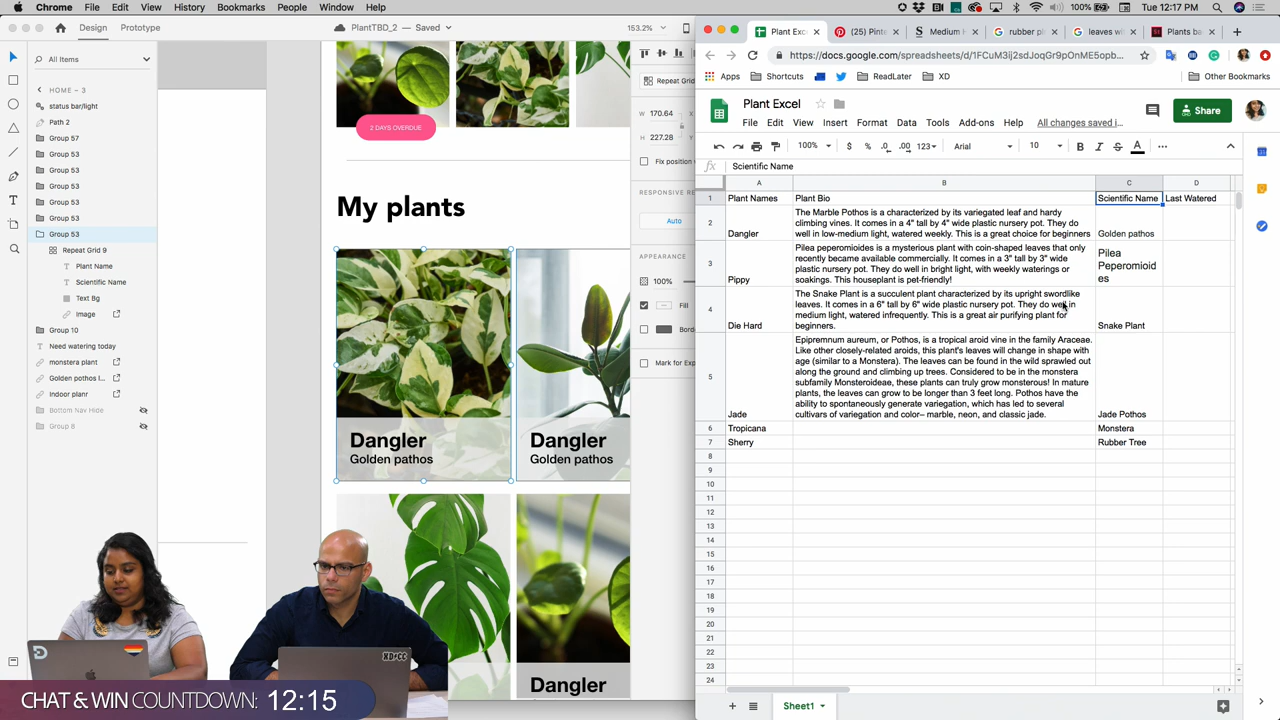 Chrome File Edit View History Bookmarks People Window Help
100% Tue 12:17 PM
Design Prototype
PlantTBD_2 — Saved
153.2%
All Items
HOME – 3
status bar/light
Path 2
Group 57
Group 53
Group 53
Group 53
Group 53
Group 53
Group 53
Repeat Grid 9
Plant Name
Scientific Name
Text Bg
Image
Group 10
Need watering today
monstera plant
Golden pothos l...
Indoor planr
Bottom Nav Hide
Group 8
2 DAYS OVERDUE
My plants
Dangler
Golden pathos
Dangler
Golden pathos
Dangler
Repeat Grid
W 170.64 X
H 227.28 Y
Fix position
RESPONSIVE RE
Auto
APPEARANCE
100%
Fill
Bord
Mark for Exp
Plant Exc
(25) Pint
Medium H
rubber pl
leaves wi
Plants ba
https://docs.google.com/spreadsheets/d/1FCuM3ij2sdJoqGr9pOnME5opb...
Apps Shortcuts twitter ReadLater XD Other Bookmarks
Plant Excel
Share
File Edit View Insert Format Data Tools Add-ons Help All changes saved i...
100% $ % .0 .00 123 Arial 10 B I S A
fx Scientific Name
A B C D
1 Plant Names Plant Bio Scientific Name Last Watered
2 Dangler The Marble Pothos is a characterized by its variegated leaf and hardy
climbing vines. It comes in a 4" tall by 4" wide plastic nursery pot. They do
well in low-medium light, watered weekly. This is a great choice for beginners Golden pathos
3 Pippy Pilea peperomiodes is a mysterious plant with coin-shaped leaves that only
recently became available commercially. It comes in a 3" tall by 3" wide
plastic nursery pot. They do well in bright light, with weekly waterings or
soakings. This houseplant is pet-friendly! Pilea
Peperomioid
es
4 Die Hard The Snake Plant is a succulent plant characterized by its upright swordlike
leaves. It comes in a 6" tall by 6" wide plastic nursery pot. They do well in
medium light, watered infrequently. This is a great air purifying plant for
beginners. Snake Plant
5 Jade Epipremnum aureum, or Pothos, is a tropical aroid vine in the family Araceae.
Like other closely-related aroids, this plant's leaves will change in shape with
age (similar to a Monstera). The leaves can be found in the wild sprawled out
along the ground and climbing up trees. Considered to be in the monstera
subfamily Monsteroideae, these plants can truly grow monsterous! In mature
plants, the leaves can grow to be longer than 3 feet long. Pothos have the
ability to spontaneously generate variegation, which has led to several
cultivars of variegation and color– marble, neon, and classic jade. Jade Pothos
6 Tropicana Monstera
7 Sherry Rubber Tree
8
9
10
11
12
13
14
15
16
17
18
19
20
21
22
23
24
Sheet1
XD//CC
CHAT & WIN COUNTDOWN: 12:15